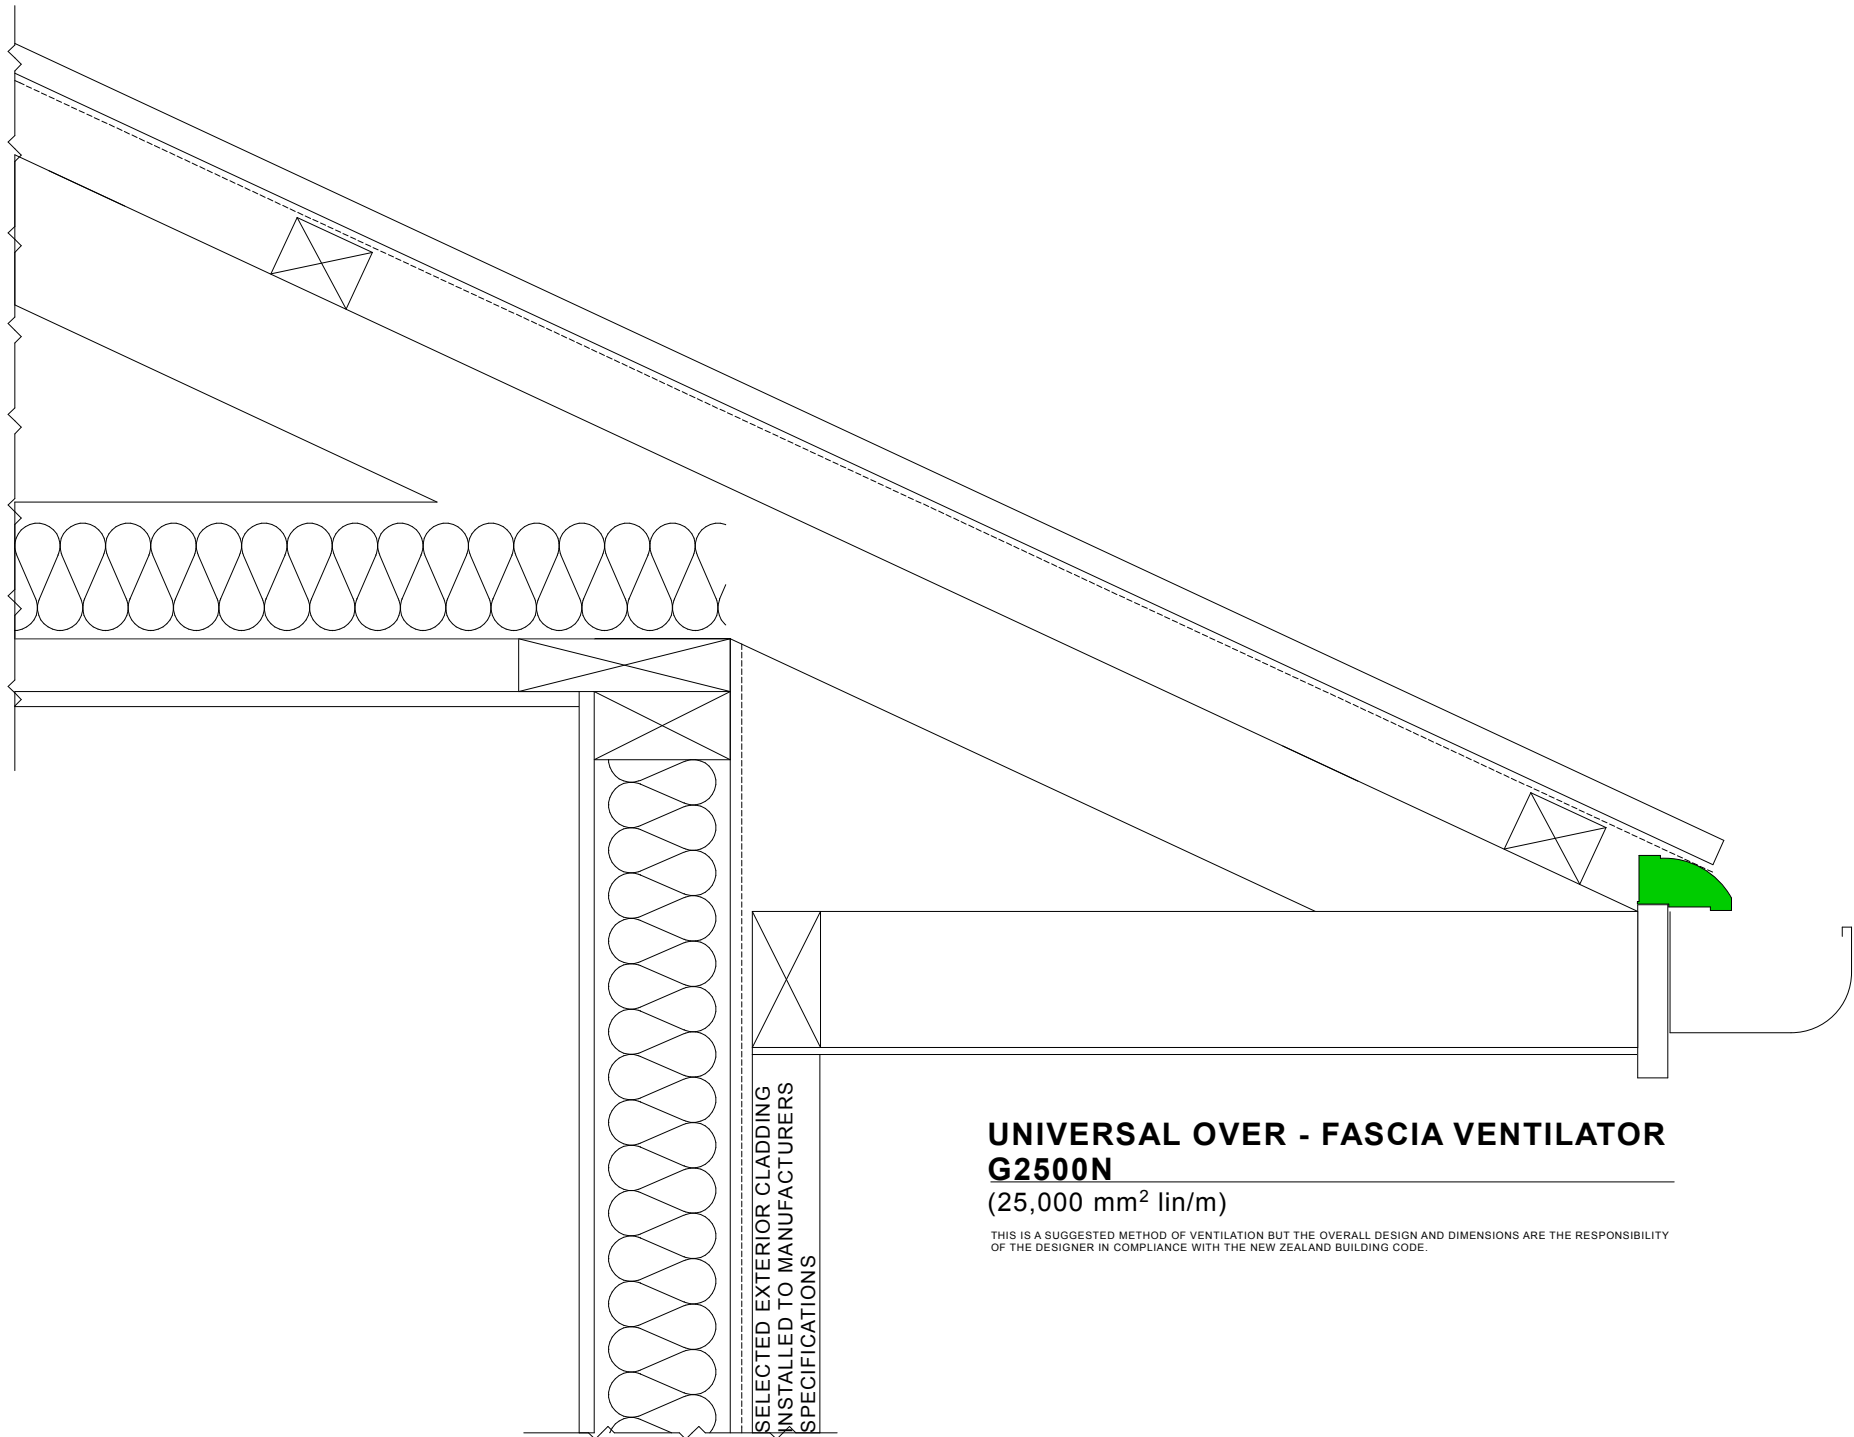 SELECTED EXTERIOR CLADDING
INSTALLED TO MANUFACTURERS
SPECIFICATIONS
UNIVERSAL OVER - FASCIA VENTILATOR
G2500N
(25,000 mm² lin/m)
THIS IS A SUGGESTED METHOD OF VENTILATION BUT THE OVERALL DESIGN AND DIMENSIONS ARE THE RESPONSIBILITY
OF THE DESIGNER IN COMPLIANCE WITH THE NEW ZEALAND BUILDING CODE.